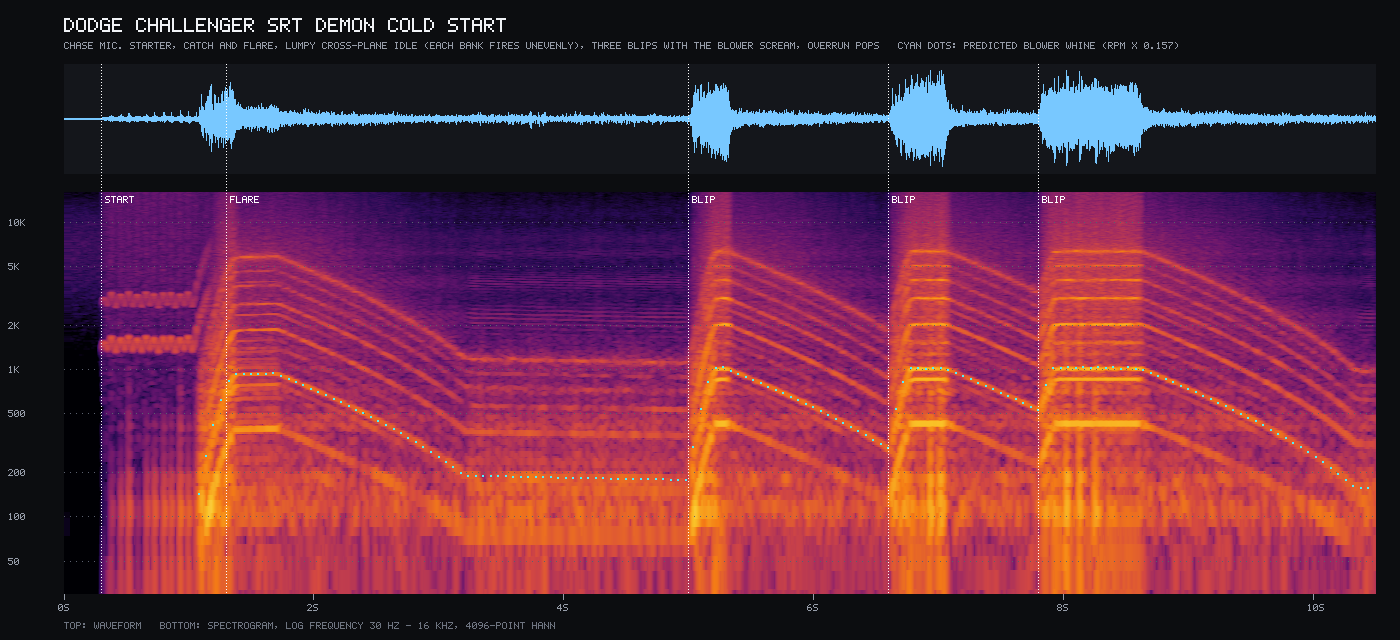 DODGE CHALLENGER SRT DEMON COLD START
CHASE MIC. STARTER, CATCH AND FLARE, LUMPY CROSS-PLANE IDLE (EACH BANK FIRES UNEVENLY), THREE BLIPS WITH THE BLOWER SCREAM, OVERRUN POPS CYAN DOTS: PREDICTED BLOWER WHINE (RPM X 0.157)
START FLARE BLIP BLIP BLIP
10K
5K
2K
1K
500
200
100
50
0S 2S 4S 6S 8S 10S
TOP: WAVEFORM BOTTOM: SPECTROGRAM, LOG FREQUENCY 30 HZ - 16 KHZ, 4096-POINT HANN